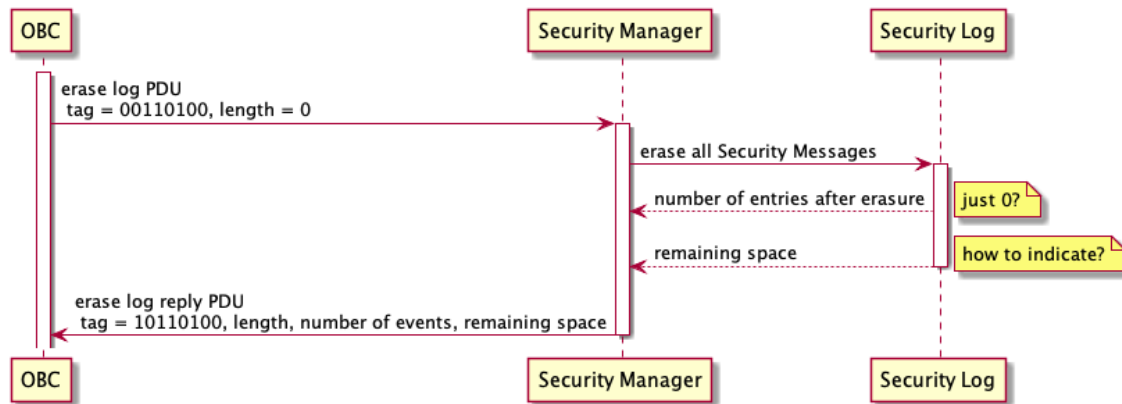 OBC
Security Manager
Security Log
erase log PDU
tag = 00110100, length = 0
erase all Security Messages
number of entries after erasure
just 0?
remaining space
how to indicate?
erase log reply PDU
tag = 10110100, length, number of events, remaining space
OBC
Security Manager
Security Log